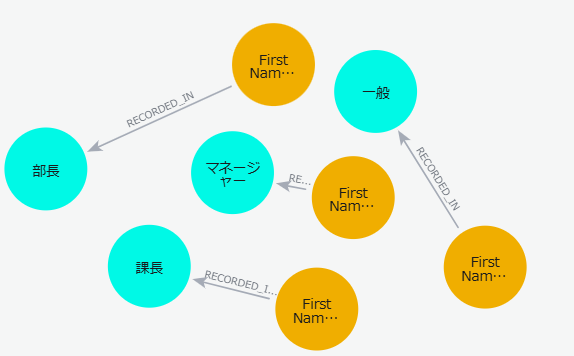 First
Nam…
RECORDED_IN
一般
部長
マネージ
ャー
RE…
First
Nam…
RECORDED_IN
課長
RECORDED_I…
First
Nam…
First
Nam…